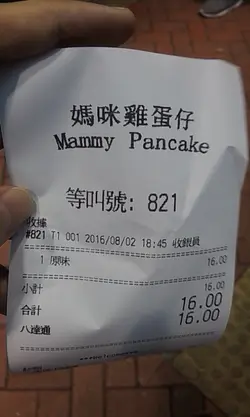 媽咪雞蛋仔
Mammy Pancake
等叫號: 821
收據
#821 T1 001 2016/08/02 18:45 收銀員
1 原味 16.00
小計 16.00
合計 16.00
八達通 16.00